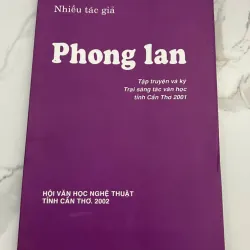 Nhiều tác giả
Phong lan
Tập truyện và ký
Trại sáng tác văn học
tỉnh Cần Thơ 2001
HỘI VĂN HỌC NGHỆ THUẬT
TỈNH CẦN THƠ. 2002